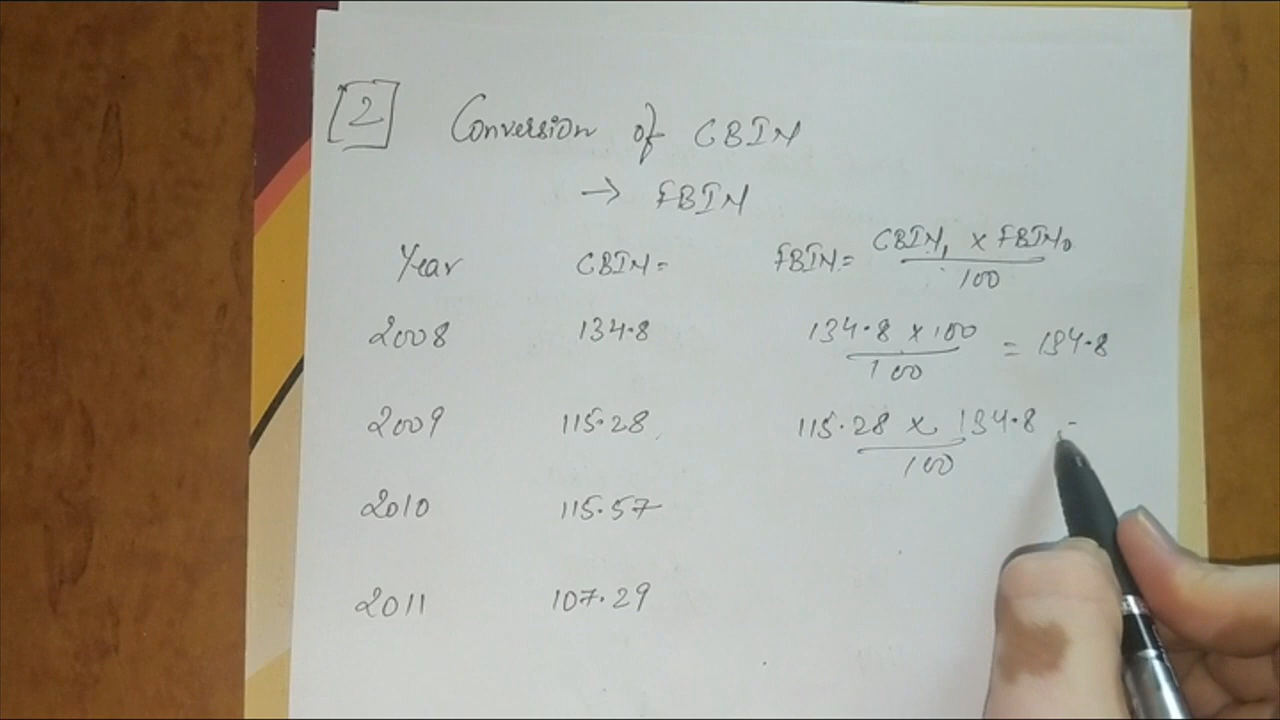 [2] Conversion of CBIN
→ FBIN
Year CBIN= FBIN= CBIN₁ x FBIN₀ / 100
2008 134.8 134.8 x 100 / 100 = 134.8
2009 115.28 115.28 x 134.8 / 100 =
2010 115.57
2011 107.29